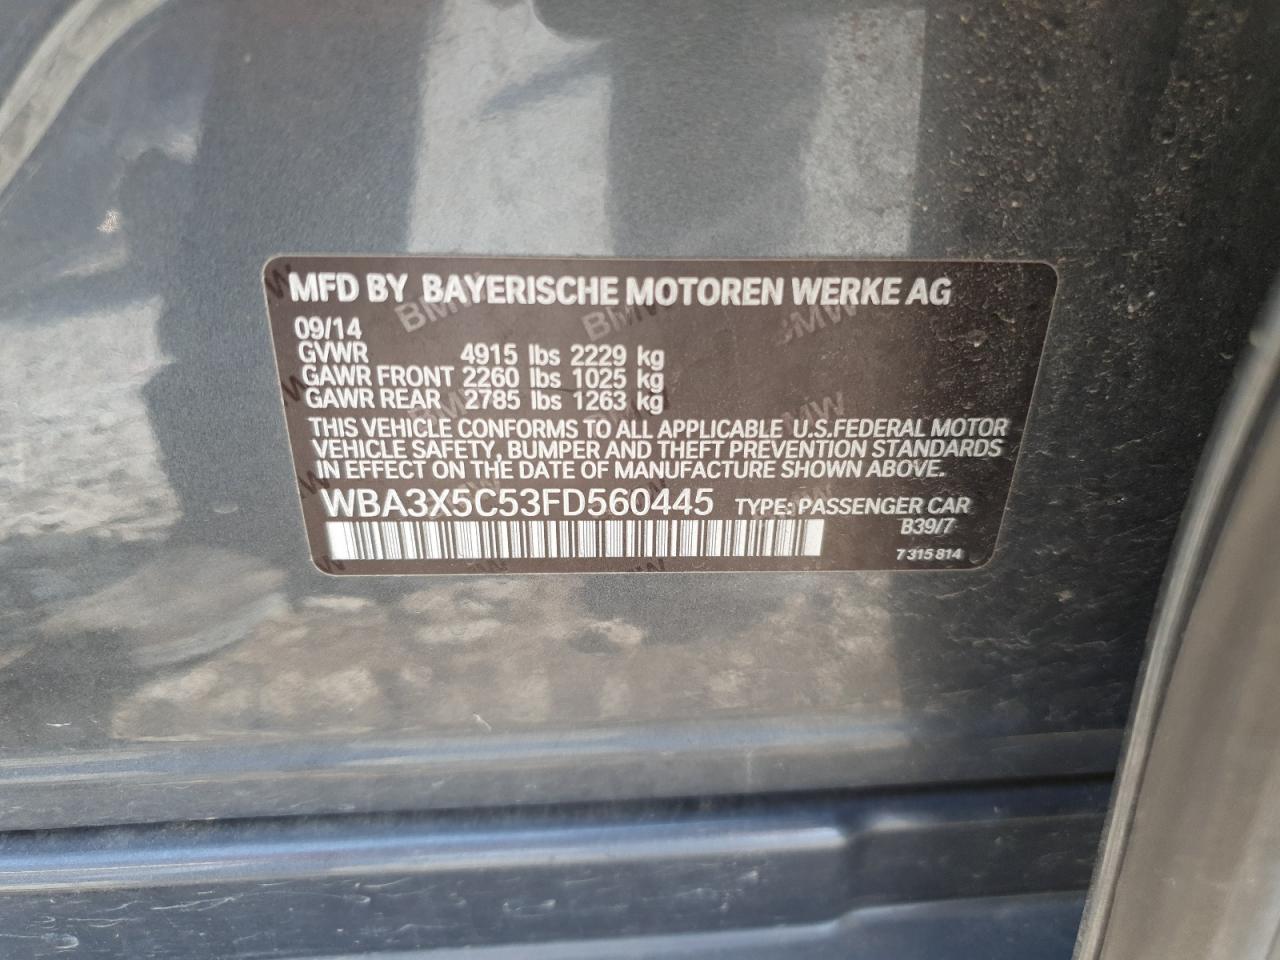 MFD BY BAYERISCHE MOTOREN WERKE AG
09/14
GVWR 4915 lbs 2229 kg
GAWR FRONT 2260 lbs 1025 kg
GAWR REAR 2785 lbs 1263 kg
THIS VEHICLE CONFORMS TO ALL APPLICABLE U.S.FEDERAL MOTOR
VEHICLE SAFETY, BUMPER AND THEFT PREVENTION STANDARDS
IN EFFECT ON THE DATE OF MANUFACTURE SHOWN ABOVE.
WBA3X5C53FD560445 TYPE: PASSENGER CAR
B39/7
7 315 814